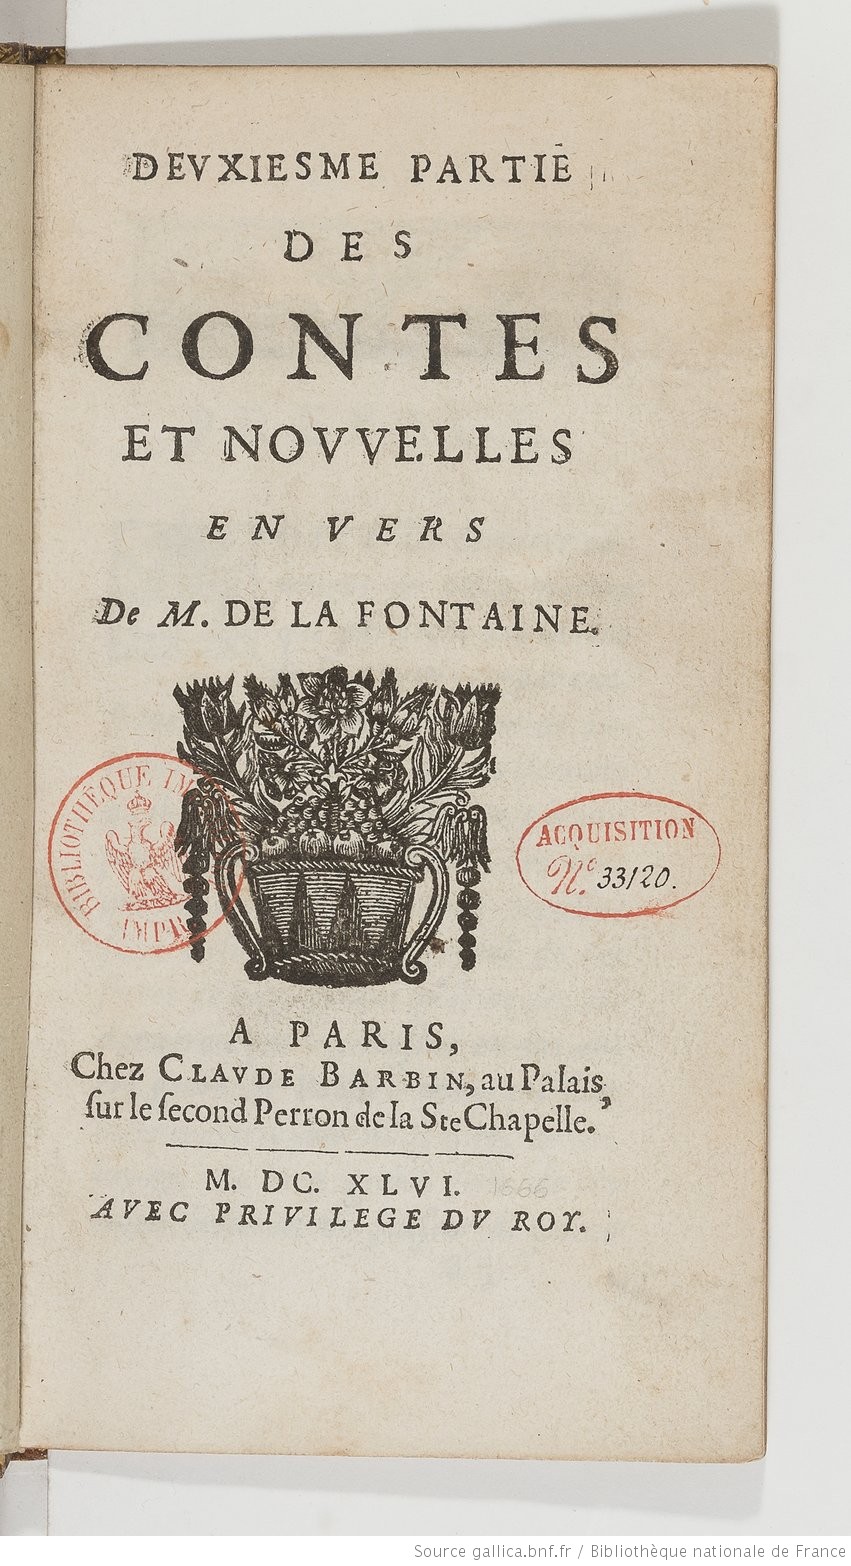 DEVXIESME PARTIE
DES
CONTES
ET NOVVELLES
EN VERS
De M. DE LA FONTAINE.
BIBLIOTHÈQUE IM
IMPR
ACQUISITION
N.º 33120.
A PARIS,
Chez CLAVDE BARBIN, au Palais,
ſur le ſecond Perron de la Ste Chapelle.
M. DC. XLVI. 1666
AVEC PRIVILEGE DV ROY.
Source gallica.bnf.fr / Bibliothèque nationale de France